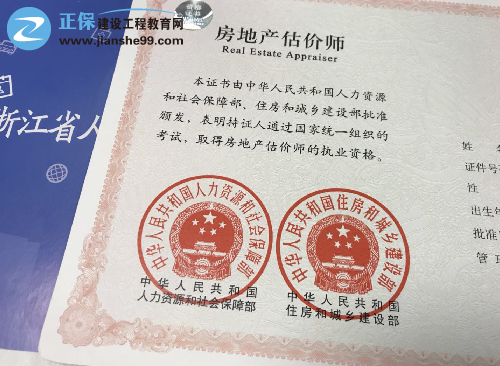 正保 建设工程教育网
www.jianshe99.com
房地产估价师
Real Estate Appraiser
本证书由中华人民共和国人力资源
和社会保障部、住房和城乡建设部批准
颁发，表明持证人通过国家统一组织的
考试，取得房地产估价师的执业资格。
姓
证件号
性
出生年
批准
管理
浙江省人
中华人民共和国人力资源和社会保障部
中华人民共和国住房和城乡建设部
中华人民共和国
人力资源和社会保障部
中华人民共和国
住房和城乡建设部